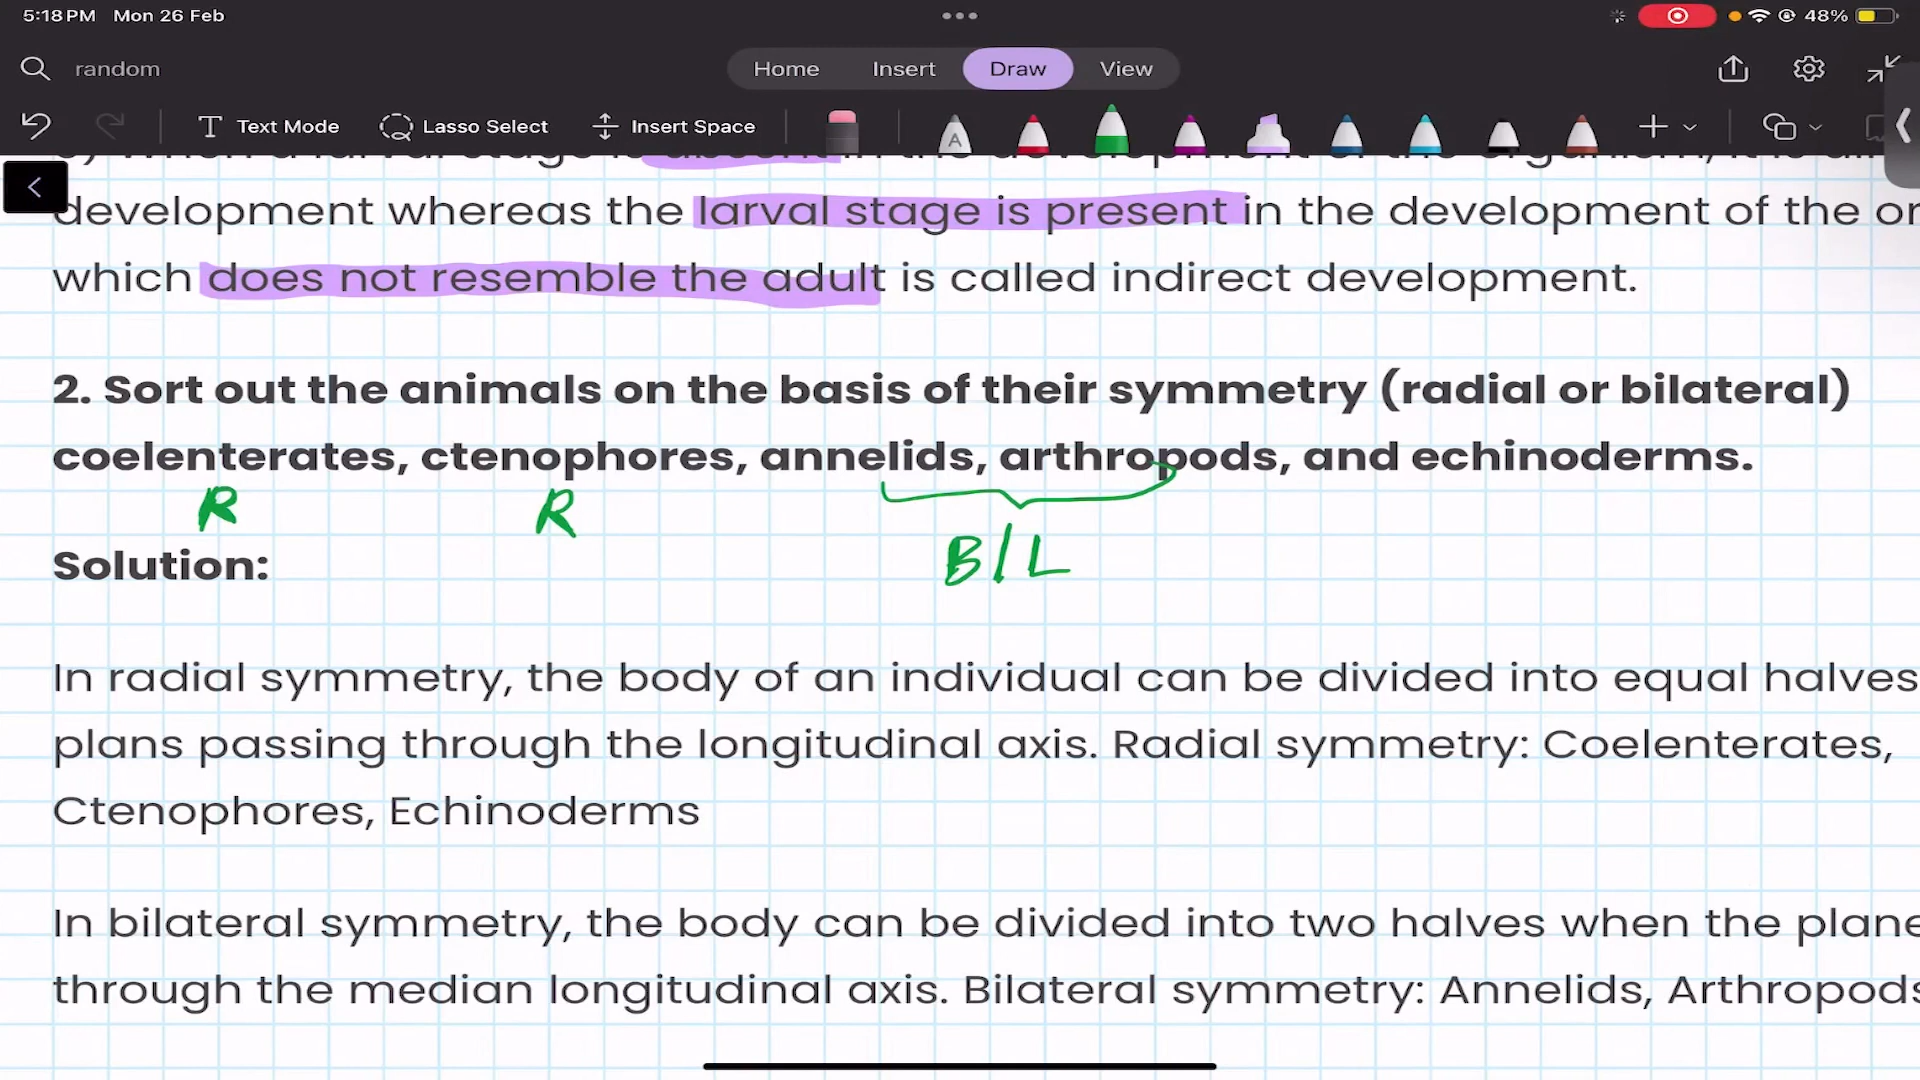 5:18 PM Mon 26 Feb
48%
random
Home Insert Draw View
Text Mode Lasso Select Insert Space
A
development whereas the larval stage is present in the development of the or
which does not resemble the adult is called indirect development.
2. Sort out the animals on the basis of their symmetry (radial or bilateral)
coelenterates, ctenophores, annelids, arthropods, and echinoderms.
R R
B/L
Solution:
In radial symmetry, the body of an individual can be divided into equal halves
plans passing through the longitudinal axis. Radial symmetry: Coelenterates,
Ctenophores, Echinoderms
In bilateral symmetry, the body can be divided into two halves when the plane
through the median longitudinal axis. Bilateral symmetry: Annelids, Arthropods